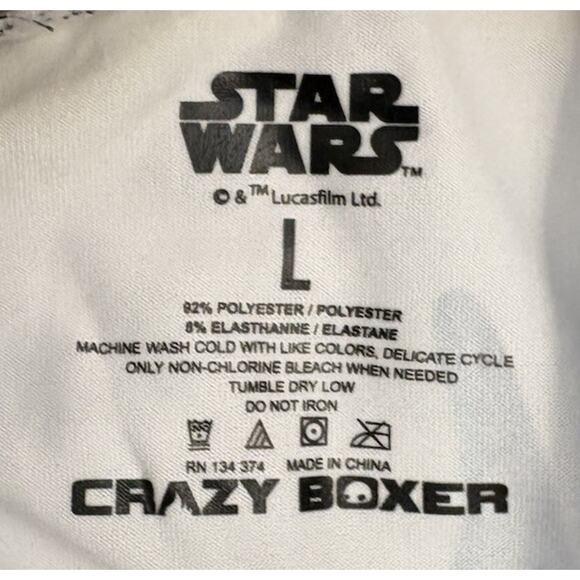 STAR
WARS™
© & ™ Lucasfilm Ltd.
L
92% POLYESTER / POLYESTER
8% ELASTHANNE / ELASTANE
MACHINE WASH COLD WITH LIKE COLORS, DELICATE CYCLE
ONLY NON-CHLORINE BLEACH WHEN NEEDED
TUMBLE DRY LOW
DO NOT IRON
RN 134 374 MADE IN CHINA
CRAZY BOXER